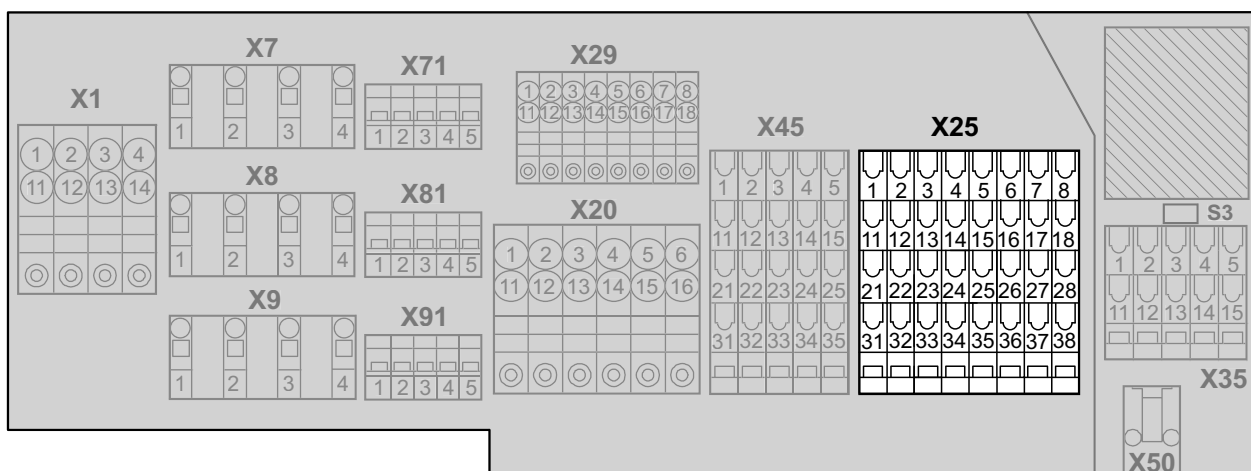 X1
1 2 3 4
11 12 13 14
X7
1 2 3 4
X8
1 2 3 4
X9
1 2 3 4
X71
1 2 3 4 5
X81
1 2 3 4 5
X91
1 2 3 4 5
X29
1 2 3 4 5 6 7 8
11 12 13 14 15 16 17 18
X20
1 2 3 4 5 6
11 12 13 14 15 16
X45
1 2 3 4 5
11 12 13 14 15
21 22 23 24 25
31 32 33 34 35
X25
1 2 3 4 5 6 7 8
11 12 13 14 15 16 17 18
21 22 23 24 25 26 27 28
31 32 33 34 35 36 37 38
S3
1 2 3 4 5
11 12 13 14 15
X35
X50